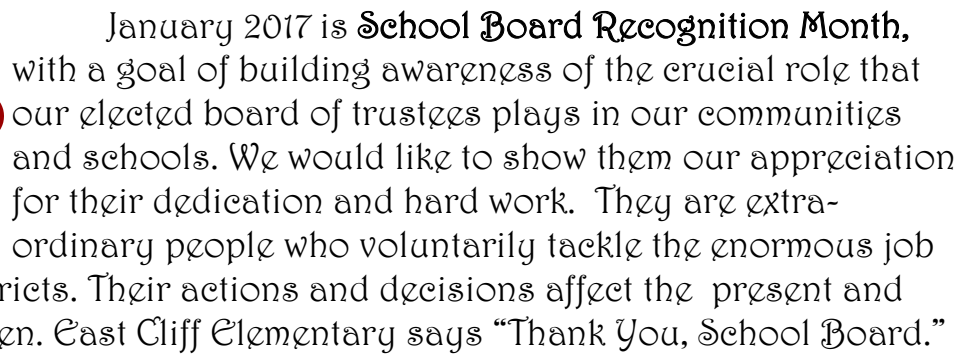 January 2017 is School Board Recognition Month,
with a goal of building awareness of the crucial role that
our elected board of trustees plays in our communities
and schools. We would like to show them our appreciation
for their dedication and hard work. They are extra-
ordinary people who voluntarily tackle the enormous job
ricts. Their actions and decisions affect the present and
en. East Cliff Elementary says “Thank You, School Board.”